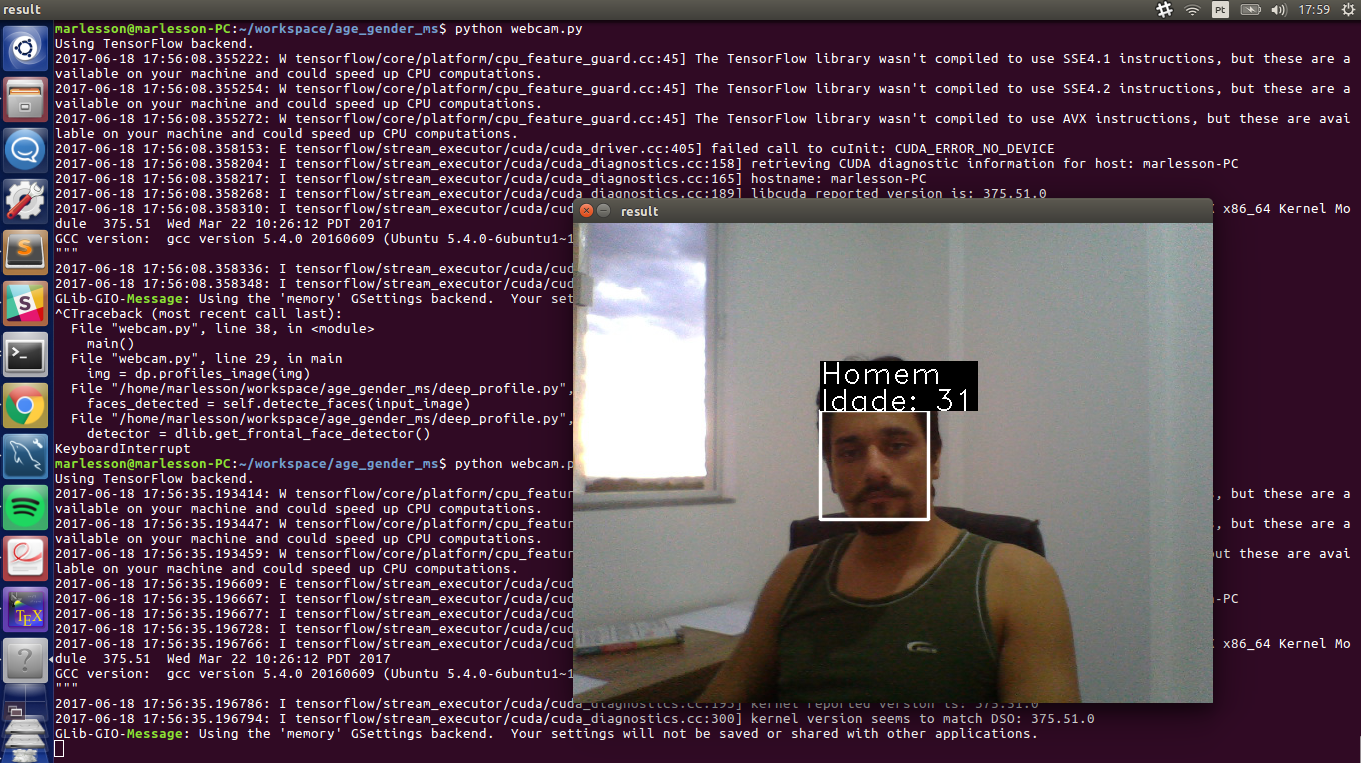 result
Pt
17:59
marlesson@marlesson-PC:~/workspace/age_gender_ms$ python webcam.py
Using TensorFlow backend.
2017-06-18 17:56:08.355222: W tensorflow/core/platform/cpu_feature_guard.cc:45] The TensorFlow library wasn't compiled to use SSE4.1 instructions, but these are a
vailable on your machine and could speed up CPU computations.
2017-06-18 17:56:08.355254: W tensorflow/core/platform/cpu_feature_guard.cc:45] The TensorFlow library wasn't compiled to use SSE4.2 instructions, but these are a
vailable on your machine and could speed up CPU computations.
2017-06-18 17:56:08.355272: W tensorflow/core/platform/cpu_feature_guard.cc:45] The TensorFlow library wasn't compiled to use AVX instructions, but these are avai
lable on your machine and could speed up CPU computations.
2017-06-18 17:56:08.358153: E tensorflow/stream_executor/cuda/cuda_driver.cc:405] failed call to cuInit: CUDA_ERROR_NO_DEVICE
2017-06-18 17:56:08.358204: I tensorflow/stream_executor/cuda/cuda_diagnostics.cc:158] retrieving CUDA diagnostic information for host: marlesson-PC
2017-06-18 17:56:08.358217: I tensorflow/stream_executor/cuda/cuda_diagnostics.cc:165] hostname: marlesson-PC
2017-06-18 17:56:08.358268: I tensorflow/stream_executor/cuda/cuda_diagnostics.cc:189] libcuda reported version is: 375.51.0
2017-06-18 17:56:08.358310: I tensorflow/stream_executor/cuda/cud x86_64 Kernel Mo
dule  375.51  Wed Mar 22 10:26:12 PDT 2017
GCC version:  gcc version 5.4.0 20160609 (Ubuntu 5.4.0-6ubuntu1~1
"""
2017-06-18 17:56:08.358336: I tensorflow/stream_executor/cuda/cud
2017-06-18 17:56:08.358348: I tensorflow/stream_executor/cuda/cud
GLib-GIO-Message: Using the 'memory' GSettings backend.  Your set
^CTraceback (most recent call last):
  File "webcam.py", line 38, in <module>
    main()
  File "webcam.py", line 29, in main
    img = dp.profiles_image(img)
  File "/home/marlesson/workspace/age_gender_ms/deep_profile.py",
    faces_detected = self.detecte_faces(input_image)
  File "/home/marlesson/workspace/age_gender_ms/deep_profile.py",
    detector = dlib.get_frontal_face_detector()
KeyboardInterrupt
marlesson@marlesson-PC:~/workspace/age_gender_ms$ python webcam.p
Using TensorFlow backend.
2017-06-18 17:56:35.193414: W tensorflow/core/platform/cpu_featur s, but these are a
vailable on your machine and could speed up CPU computations.
2017-06-18 17:56:35.193447: W tensorflow/core/platform/cpu_featur s, but these are a
vailable on your machine and could speed up CPU computations.
2017-06-18 17:56:35.193459: W tensorflow/core/platform/cpu_featur but these are avai
lable on your machine and could speed up CPU computations.
2017-06-18 17:56:35.196609: E tensorflow/stream_executor/cuda/cud
2017-06-18 17:56:35.196667: I tensorflow/stream_executor/cuda/cud n-PC
2017-06-18 17:56:35.196677: I tensorflow/stream_executor/cuda/cud
2017-06-18 17:56:35.196728: I tensorflow/stream_executor/cuda/cud
2017-06-18 17:56:35.196766: I tensorflow/stream_executor/cuda/cud x86_64 Kernel Mo
dule  375.51  Wed Mar 22 10:26:12 PDT 2017
GCC version:  gcc version 5.4.0 20160609 (Ubuntu 5.4.0-6ubuntu1~1
"""
2017-06-18 17:56:35.196786: I tensorflow/stream_executor/cuda/cuda_diagnostics.cc:193] kernel reported version is: 375.51.0
2017-06-18 17:56:35.196794: I tensorflow/stream_executor/cuda/cuda_diagnostics.cc:300] kernel version seems to match DSO: 375.51.0
GLib-GIO-Message: Using the 'memory' GSettings backend.  Your settings will not be saved or shared with other applications.
result
Homem
Idade: 31